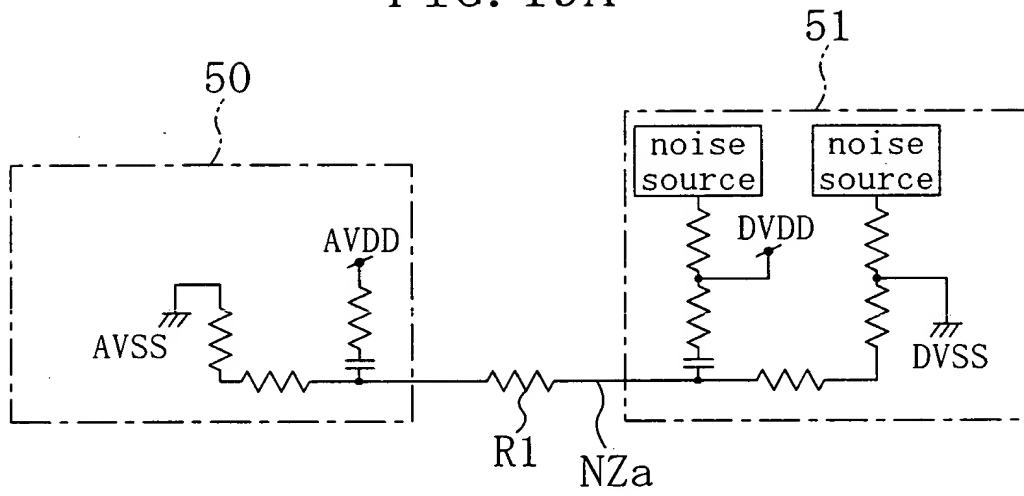 50
51
noise
source
noise
source
AVDD
AVSS
DVDD
DVSS
R1
NZa